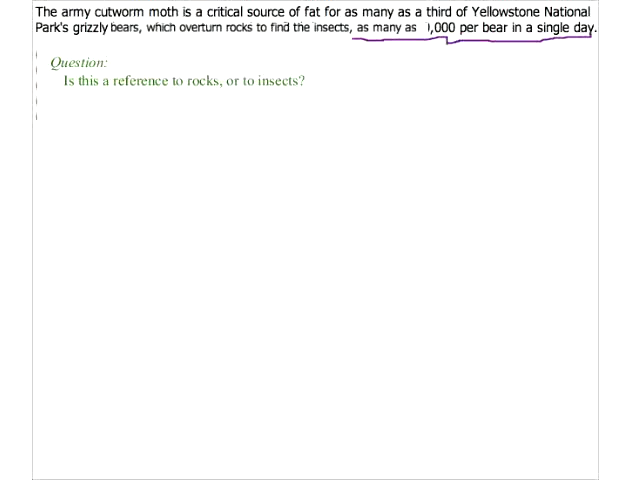 The army cutworm moth is a critical source of fat for as many as a third of Yellowstone National
Park's grizzly bears, which overturn rocks to find the insects, as many as 1,000 per bear in a single day.
Question:
Is this a reference to rocks, or to insects?